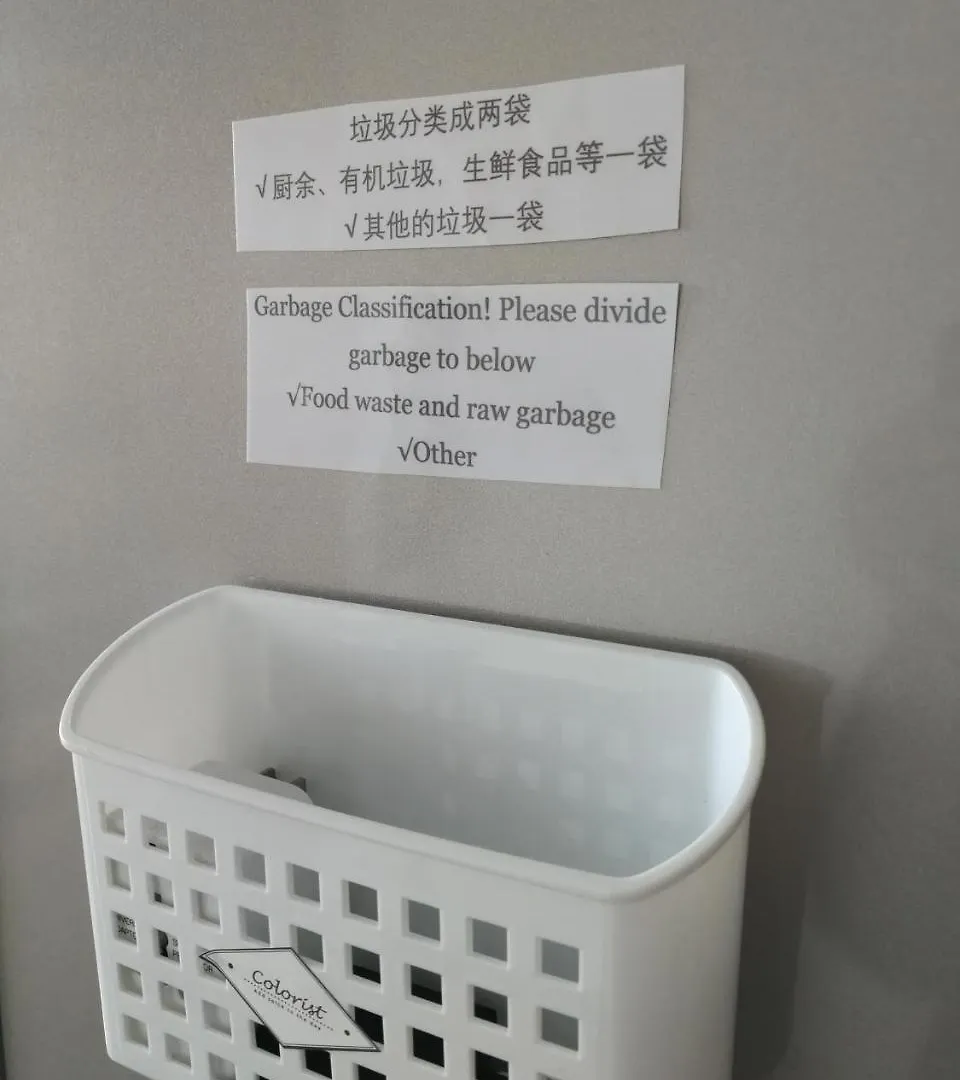 垃圾分类成两袋
√厨余、有机垃圾，生鲜食品等一袋
√其他的垃圾一袋
Garbage Classification! Please divide
garbage to below
√Food waste and raw garbage
√Other
Colorist